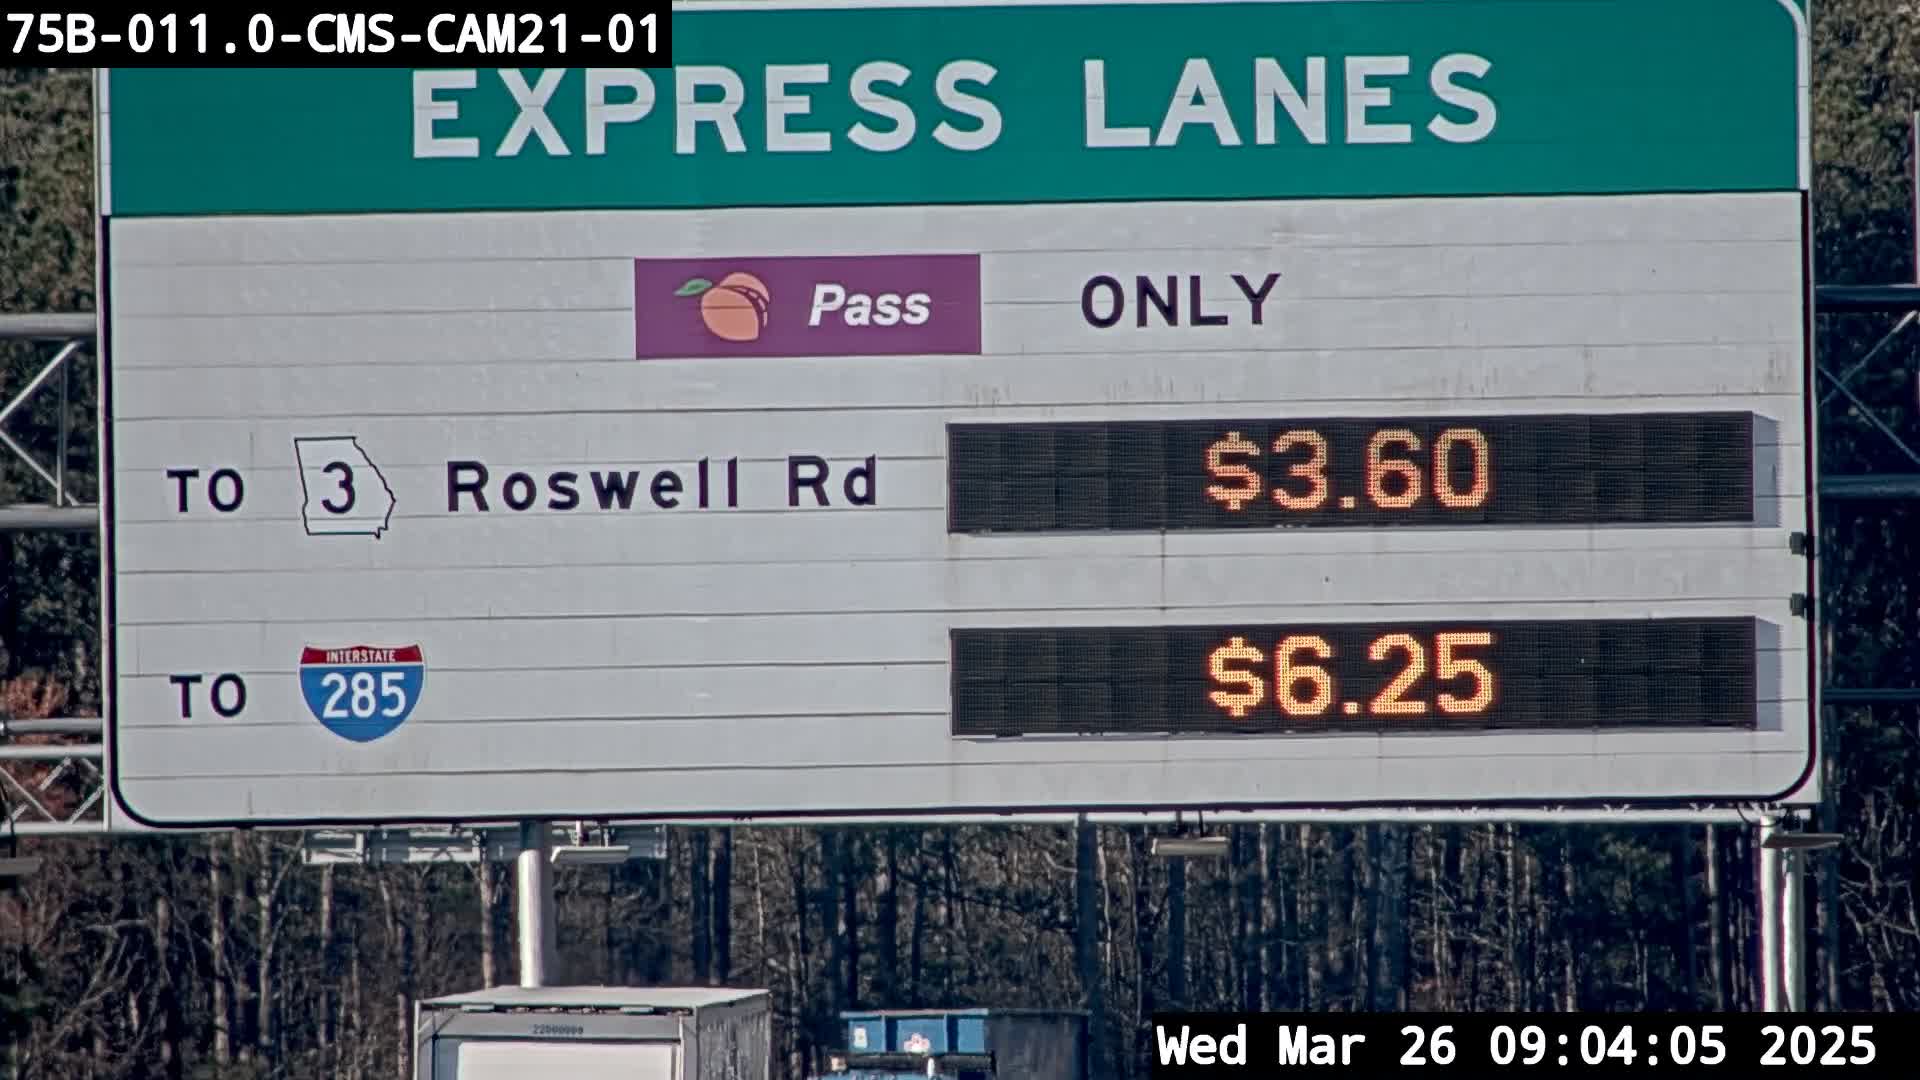 75B-011.0-CMS-CAM21-01
EXPRESS LANES
Pass ONLY
TO 3 Roswell Rd $3.60
TO INTERSTATE 285 $6.25
Wed Mar 26 09:04:05 2025